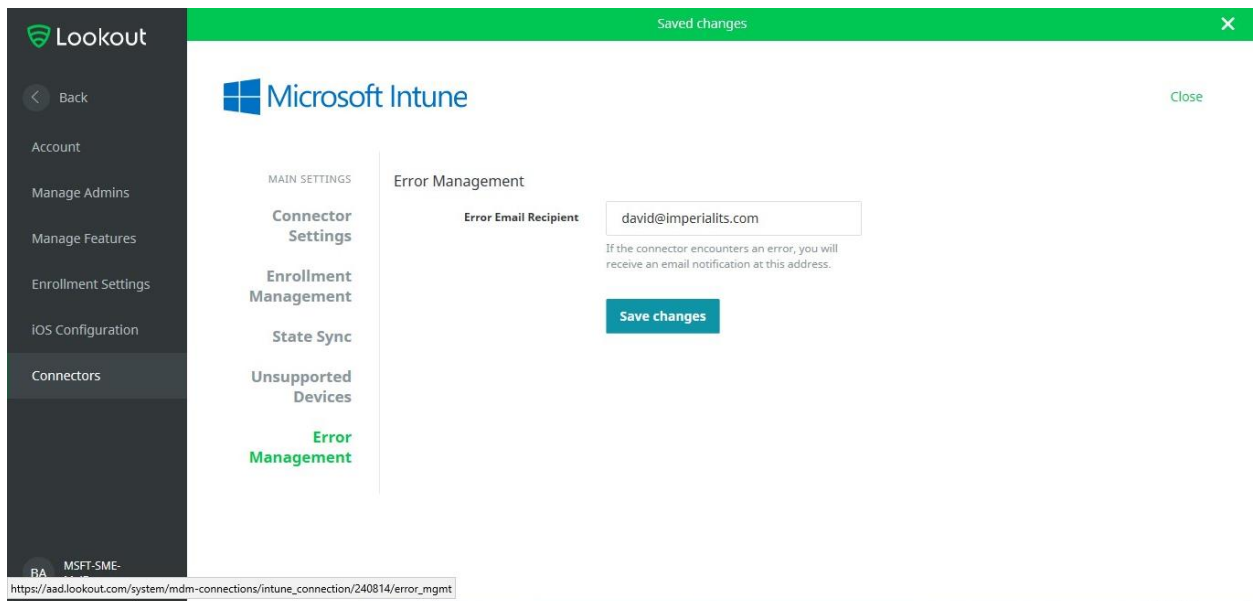 Lookout
Saved changes
Back
Microsoft Intune
Close
Account
Manage Admins
Manage Features
Enrollment Settings
iOS Configuration
Connectors
MAIN SETTINGS
Connector
Settings
Enrollment
Management
State Sync
Unsupported
Devices
Error
Management
Error Management
Error Email Recipient
david@imperialits.com
If the connector encounters an error, you will
receive an email notification at this address.
Save changes
BA
MSFT-SME-
https://aad.lookout.com/system/mdm-connections/intune_connection/240814/error_mgmt